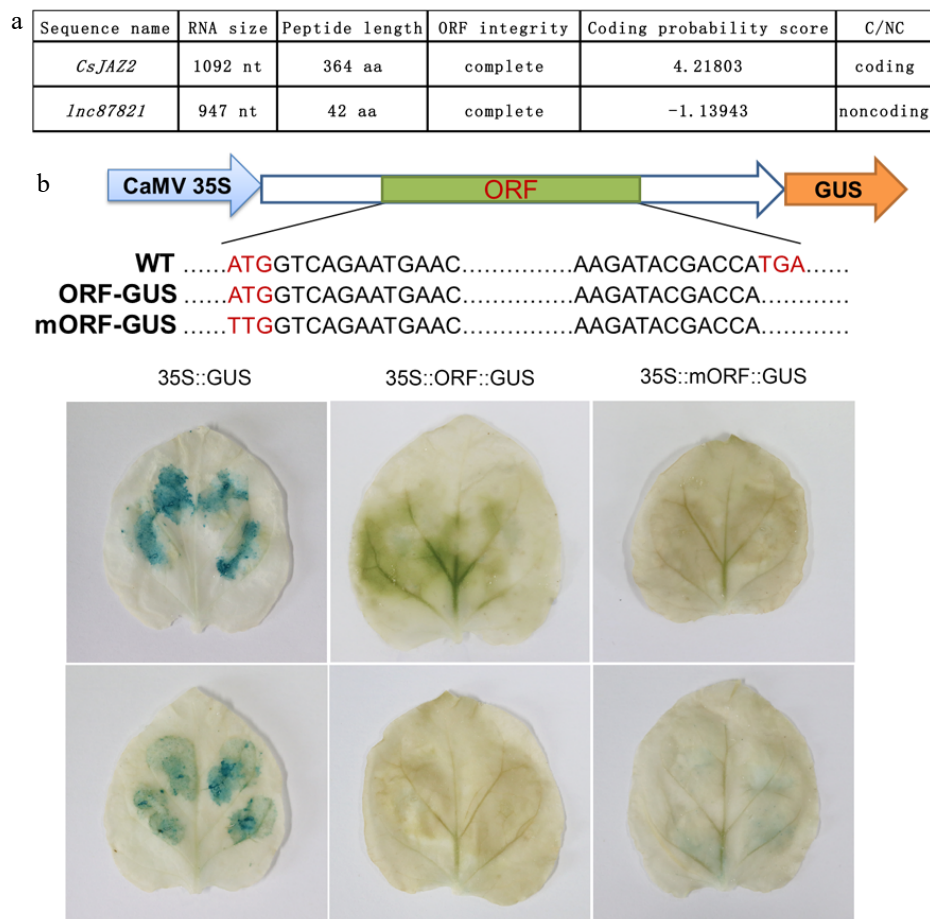 a
Sequence name RNA size Peptide length ORF integrity Coding probability score C/NC
CsJAZ2 1092 nt 364 aa complete 4.21803 coding
lnc87821 947 nt 42 aa complete -1.13943 noncoding
b
CaMV 35S ORF GUS
WT ......ATGGTCAGAATGAAC...............AAGATACGACCATGA......
ORF-GUS ......ATGGTCAGAATGAAC...............AAGATACGACCA............
mORF-GUS ......TTGGTCAGAATGAAC...............AAGATACGACCA............
35S::GUS 35S::ORF::GUS 35S::mORF::GUS